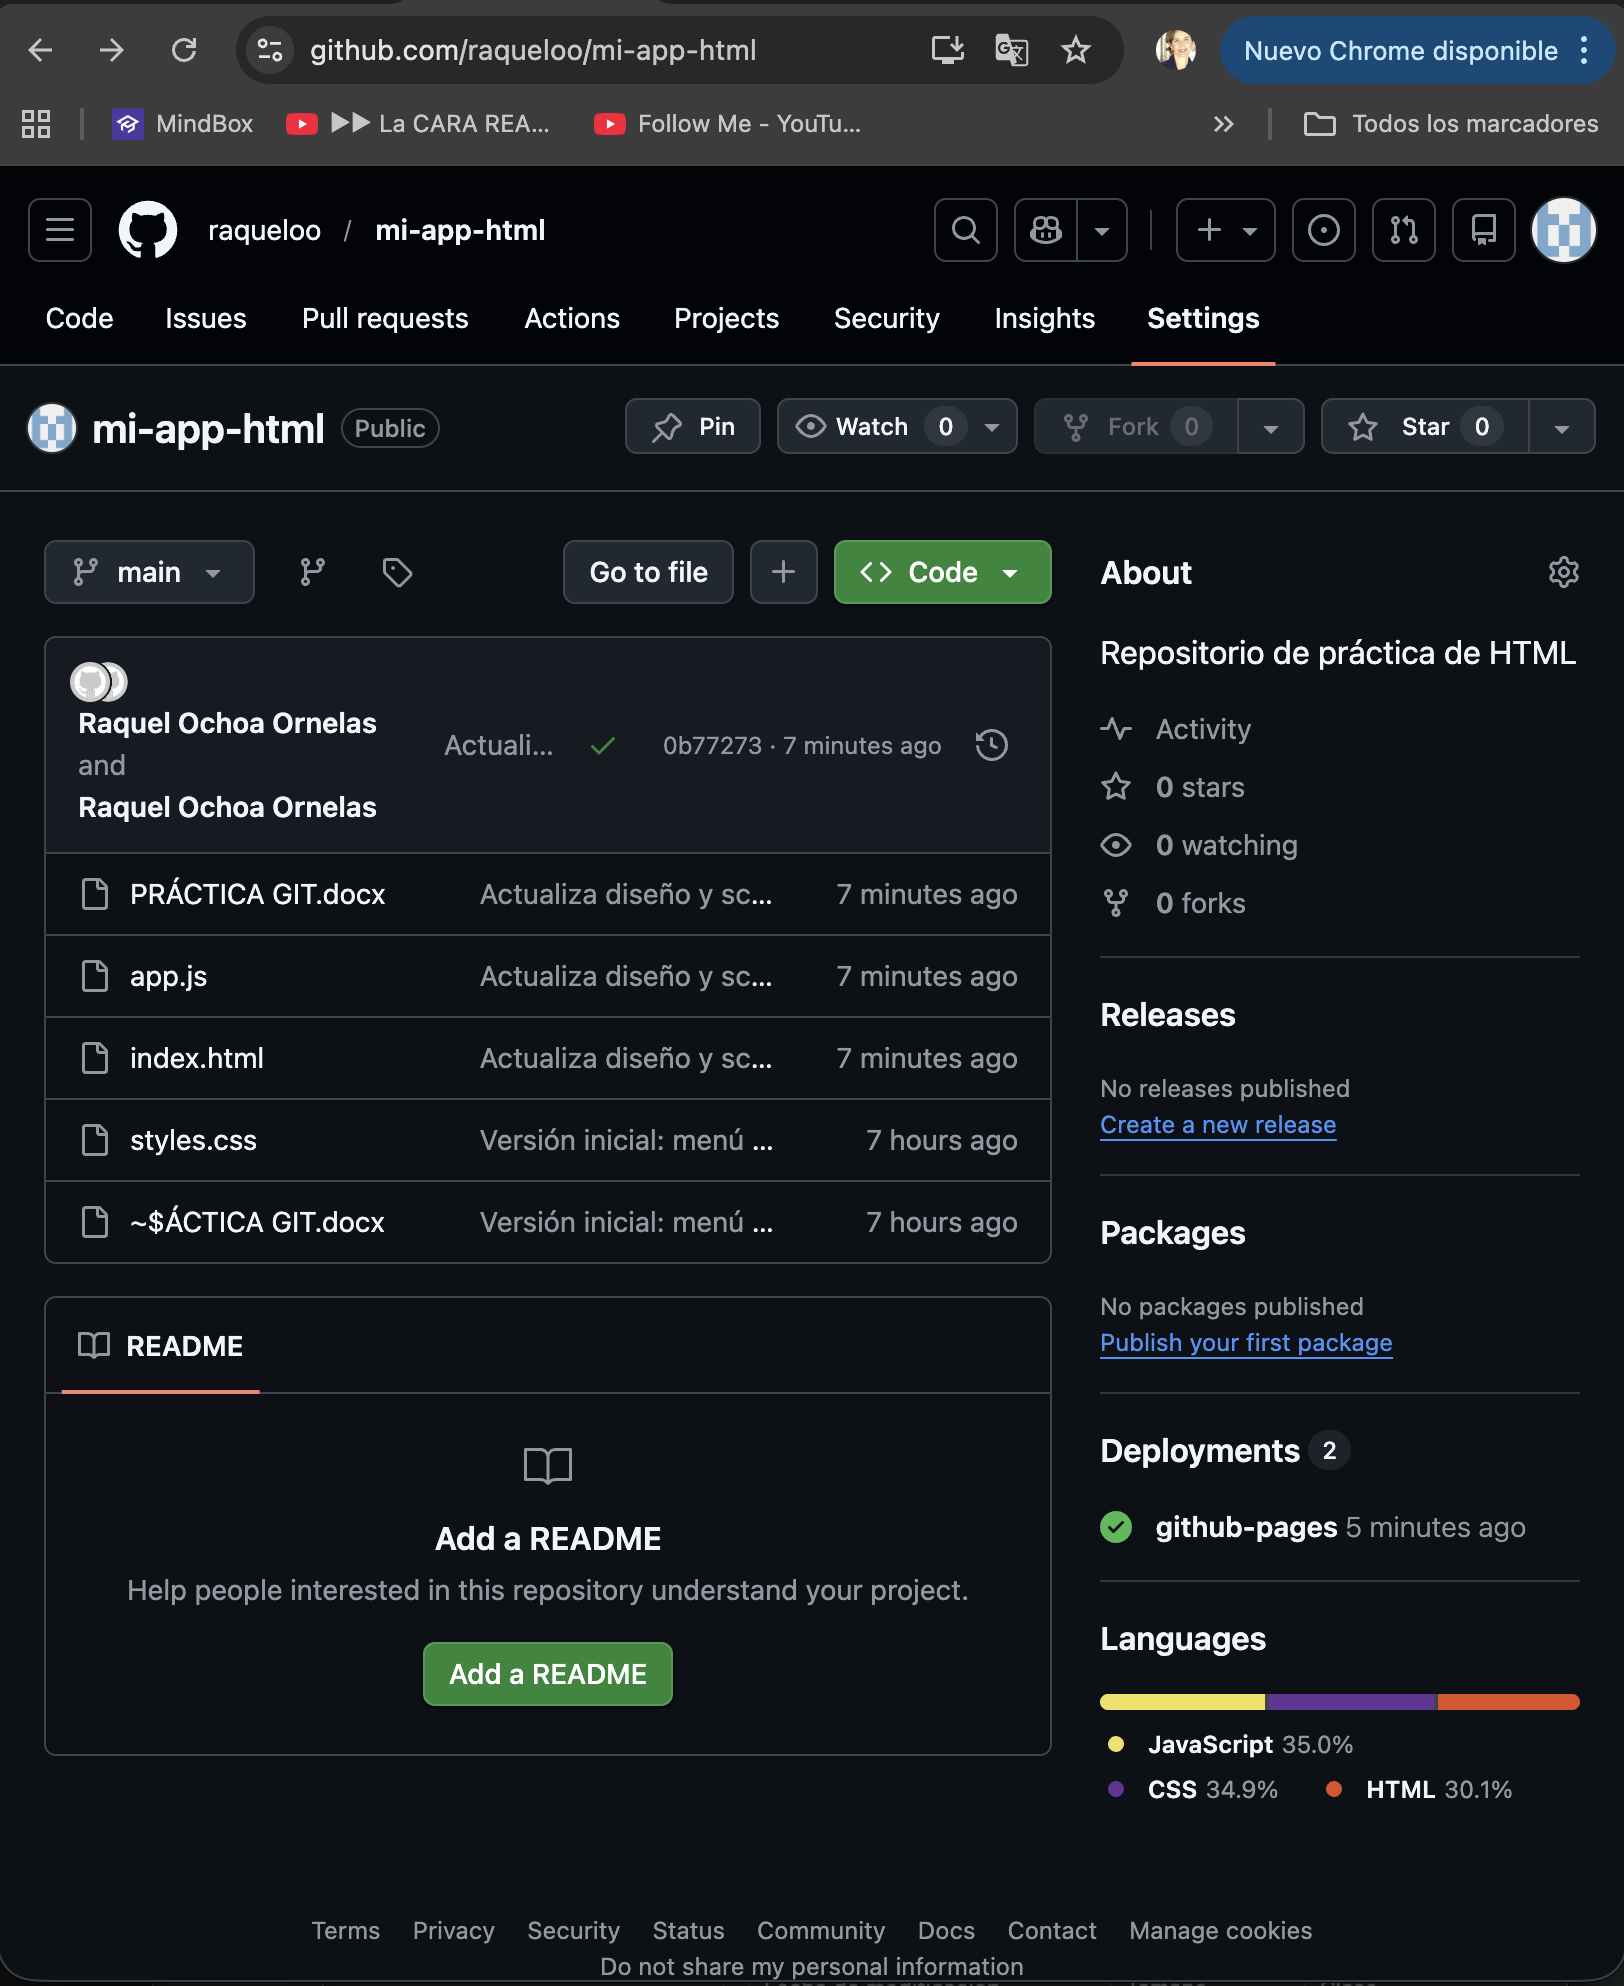 github.com/raqueloo/mi-app-html
Nuevo Chrome disponible
MindBox
▶▶ La CARA REA...
Follow Me - YouTu...
Todos los marcadores
raqueloo / mi-app-html
Code Issues Pull requests Actions Projects Security Insights Settings
mi-app-html Public
Pin
Watch 0
Fork 0
Star 0
main
Go to file
Code
About
Repositorio de práctica de HTML
Activity
0 stars
0 watching
0 forks
Raquel Ochoa Ornelas
and
Raquel Ochoa Ornelas
Actuali... 0b77273 · 7 minutes ago
PRÁCTICA GIT.docx Actualiza diseño y sc... 7 minutes ago
app.js Actualiza diseño y sc... 7 minutes ago
index.html Actualiza diseño y sc... 7 minutes ago
styles.css Versión inicial: menú ... 7 hours ago
~$ÁCTICA GIT.docx Versión inicial: menú ... 7 hours ago
Releases
No releases published
Create a new release
Packages
No packages published
Publish your first package
README
Add a README
Help people interested in this repository understand your project.
Add a README
Deployments 2
github-pages 5 minutes ago
Languages
JavaScript 35.0%
CSS 34.9% HTML 30.1%
Terms Privacy Security Status Community Docs Contact Manage cookies
Do not share my personal information